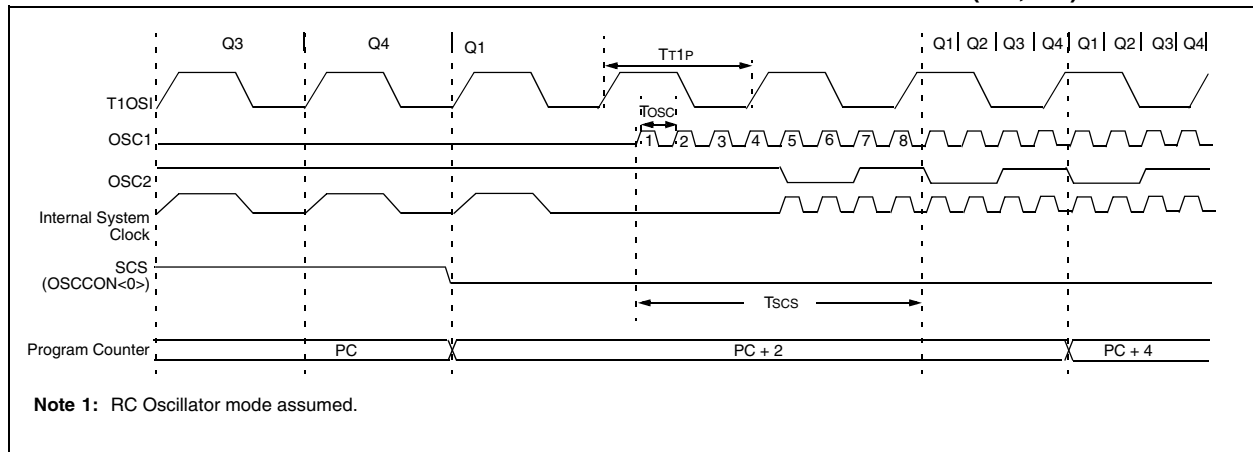 Q3 Q4 Q1 TT1P Q1 Q2 Q3 Q4 Q1 Q2 Q3 Q4
T1OSI
TOSC
OSC1 1 2 3 4 5 6 7 8
OSC2
Internal System
Clock
SCS
(OSCCON<0>)
TSCS
Program Counter PC PC + 2 PC + 4
Note 1: RC Oscillator mode assumed.